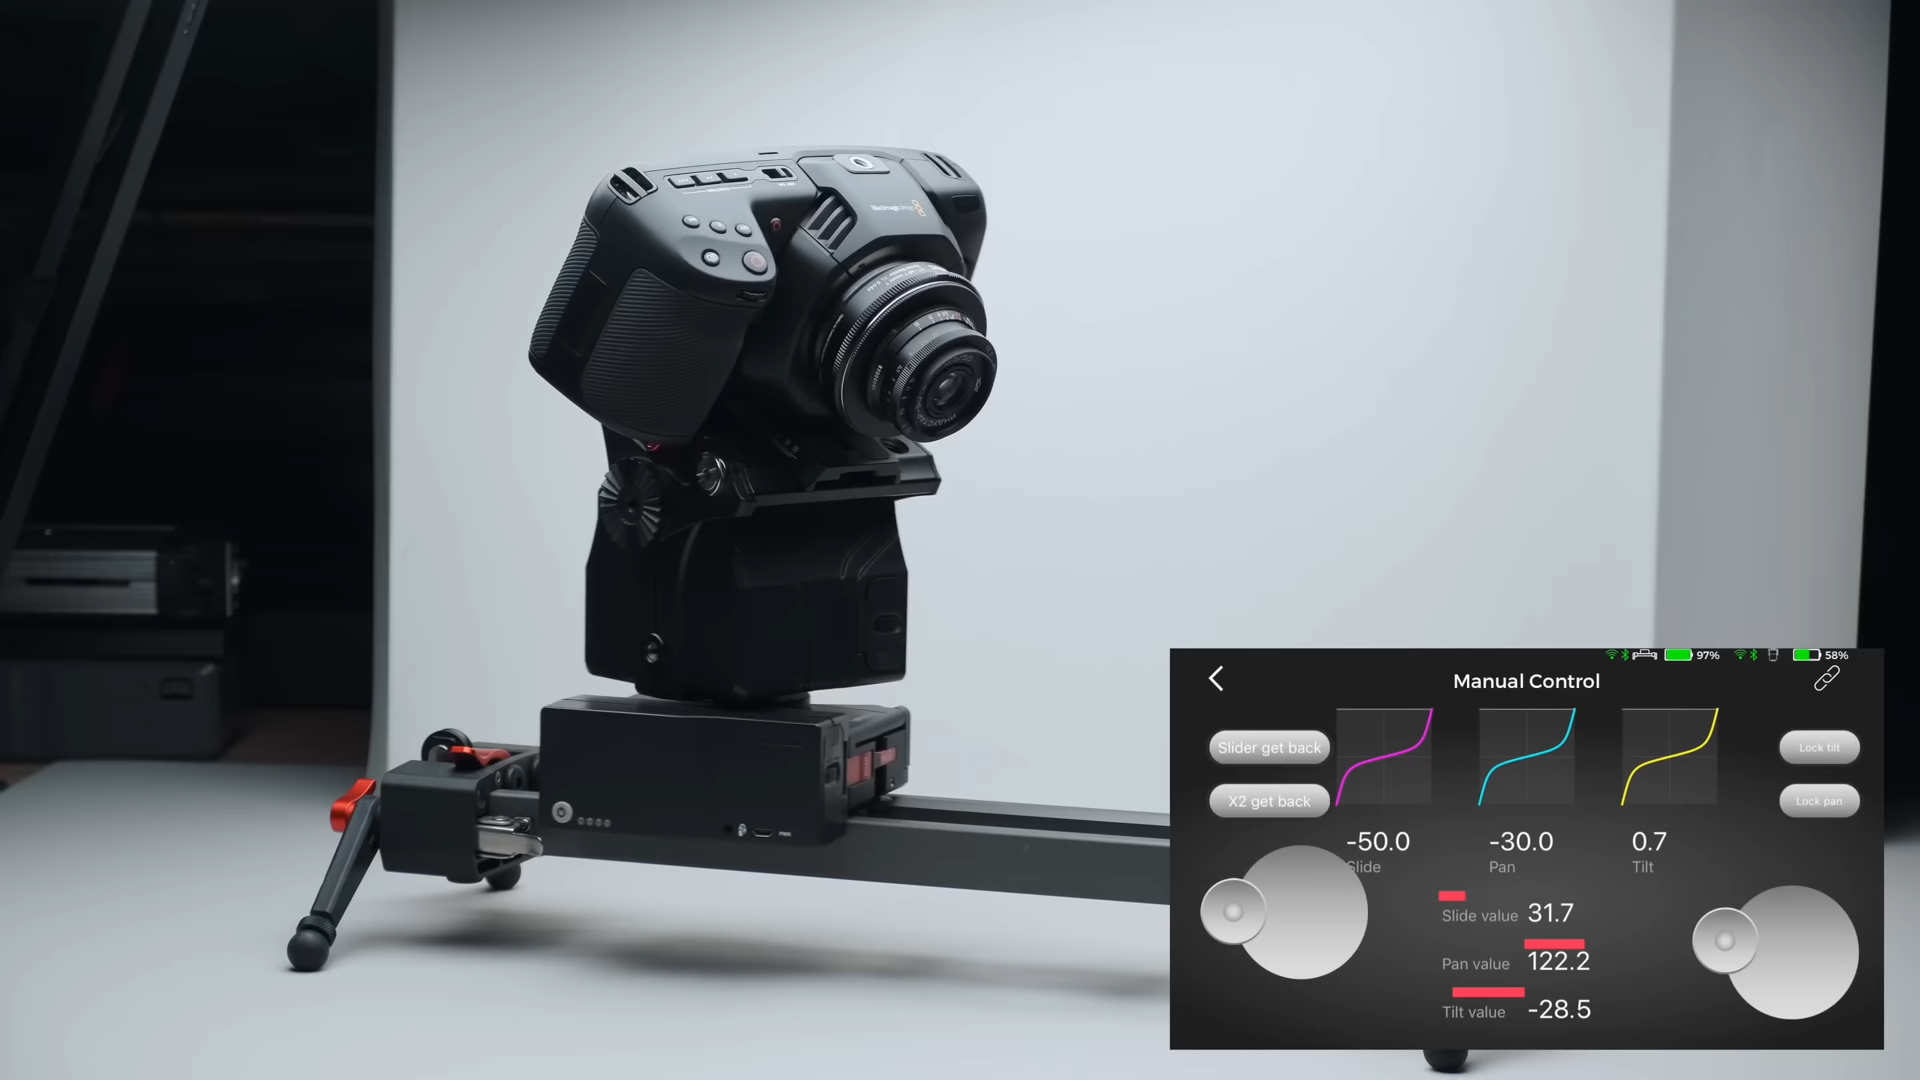 Blackmagicdesign
97%
58%
Manual Control
Slider get back
Lock tilt
X2 get back
Lock pan
-50.0
-30.0
0.7
Slide
Pan
Tilt
Slide value 31.7
Pan value 122.2
Tilt value -28.5